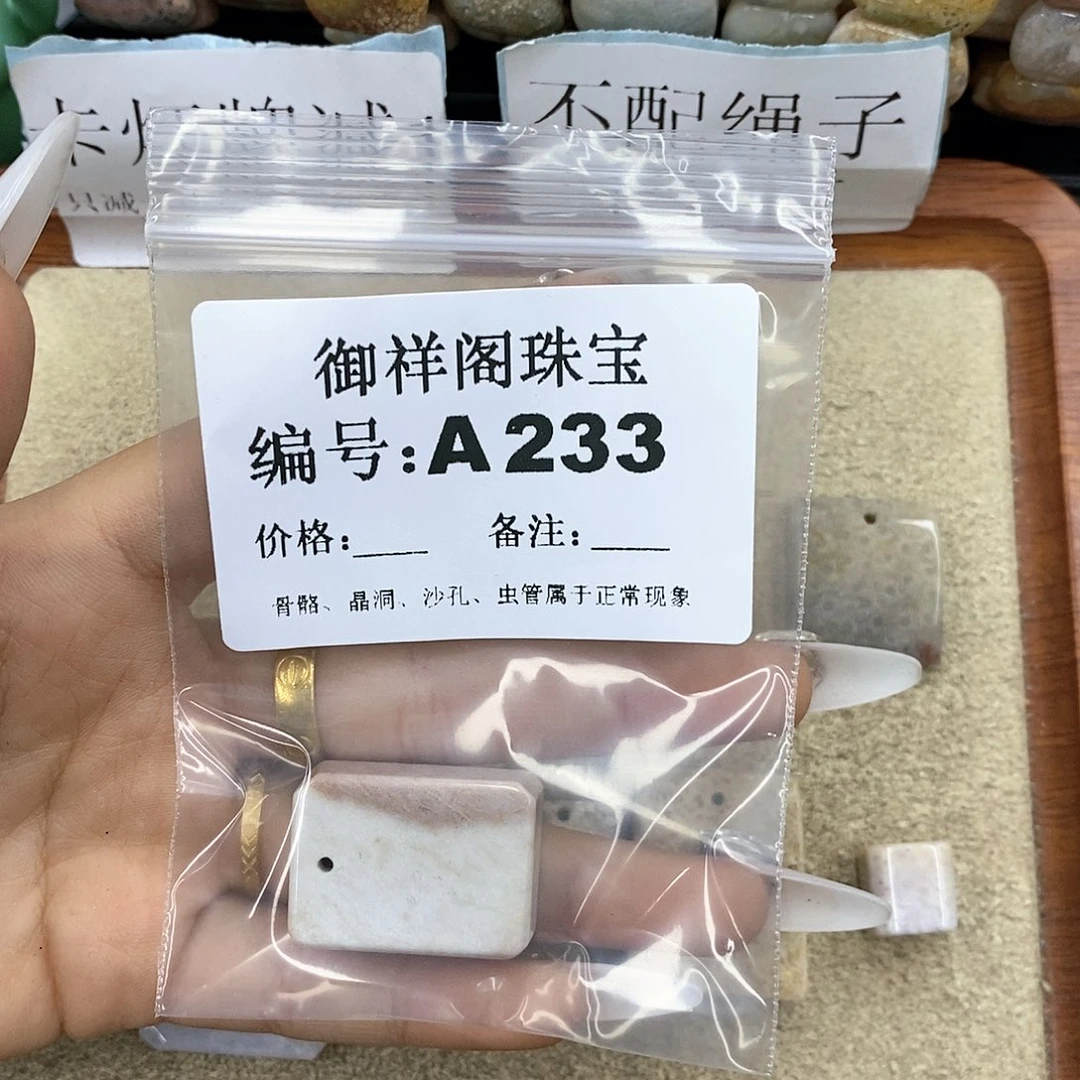 不配绳子
御祥阁珠宝
编号:A233
价格:____ 备注:____
骨骼、晶洞、沙孔、虫管属于正常现象